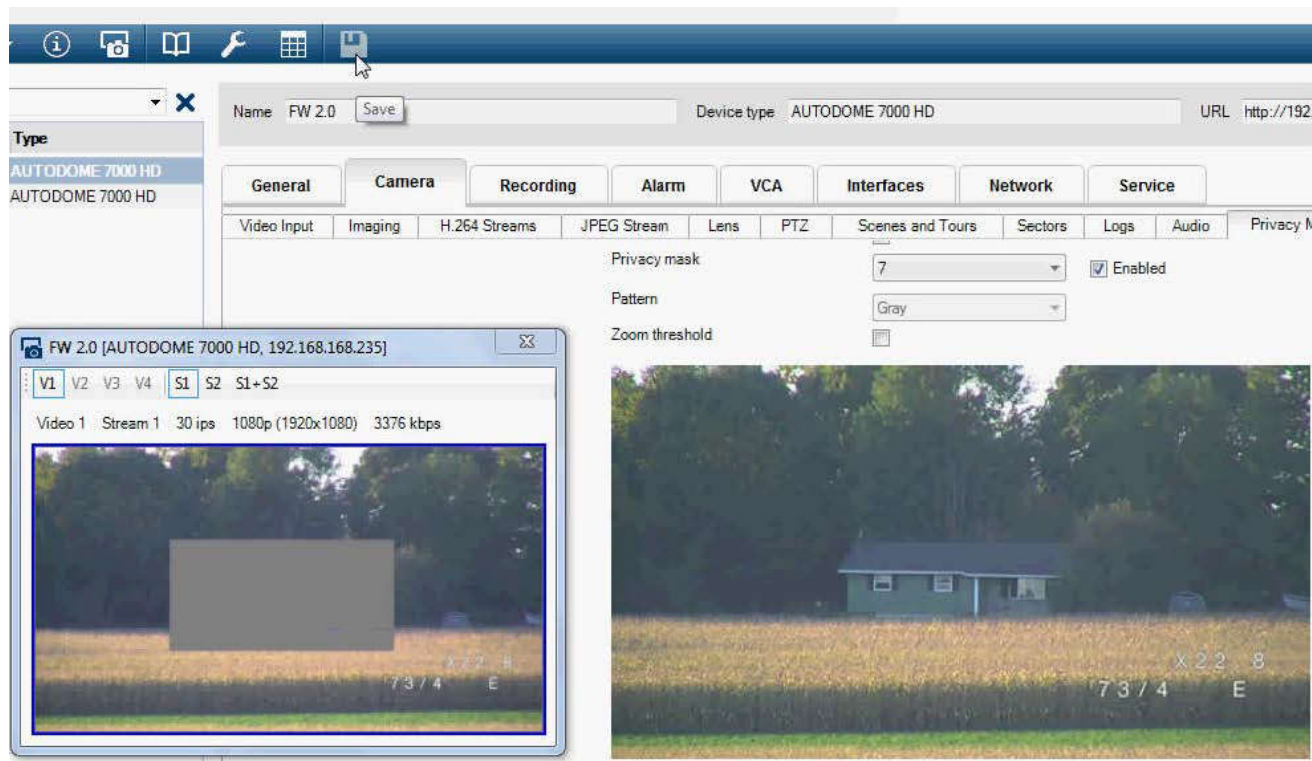 Name FW 2.0 Save Device type AUTODOME 7000 HD URL http://192
Type
AUTODOME 7000 HD
AUTODOME 7000 HD
General Camera Recording Alarm VCA Interfaces Network Service
Video Input Imaging H.264 Streams JPEG Stream Lens PTZ Scenes and Tours Sectors Logs Audio Privacy M
Privacy mask 7 Enabled
Pattern Gray
Zoom threshold
FW 2.0 [AUTODOME 7000 HD, 192.168.168.235]
V1 V2 V3 V4 S1 S2 S1+S2
Video 1 Stream 1 30 ips 1080p (1920x1080) 3376 kbps
X22.8
73/4 E
X22.8
73/4 E